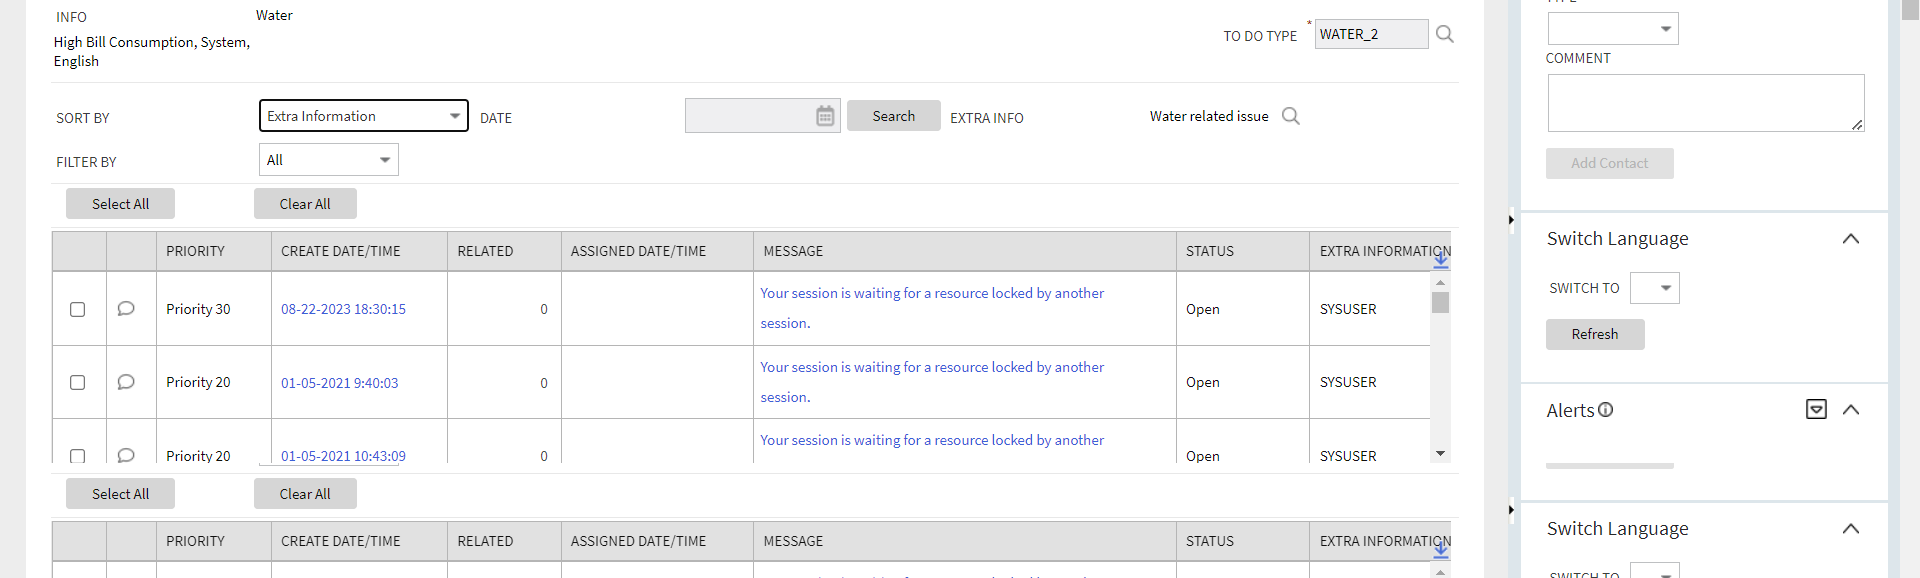 INFO
Water
High Bill Consumption, System,
English
TO DO TYPE * WATER_2
SORT BY Extra Information DATE Search EXTRA INFO Water related issue
FILTER BY All
Select All Clear All
PRIORITY CREATE DATE/TIME RELATED ASSIGNED DATE/TIME MESSAGE STATUS EXTRA INFORMATION
Priority 30 08-22-2023 18:30:15 0 Your session is waiting for a resource locked by another
session. Open SYSUSER
Priority 20 01-05-2021 9:40:03 0 Your session is waiting for a resource locked by another
session. Open SYSUSER
Priority 20 01-05-2021 10:43:09 0 Your session is waiting for a resource locked by another
Open SYSUSER
Select All Clear All
PRIORITY CREATE DATE/TIME RELATED ASSIGNED DATE/TIME MESSAGE STATUS EXTRA INFORMATION
COMMENT
Add Contact
Switch Language
SWITCH TO
Refresh
Alerts
Switch Language
SWITCH TO